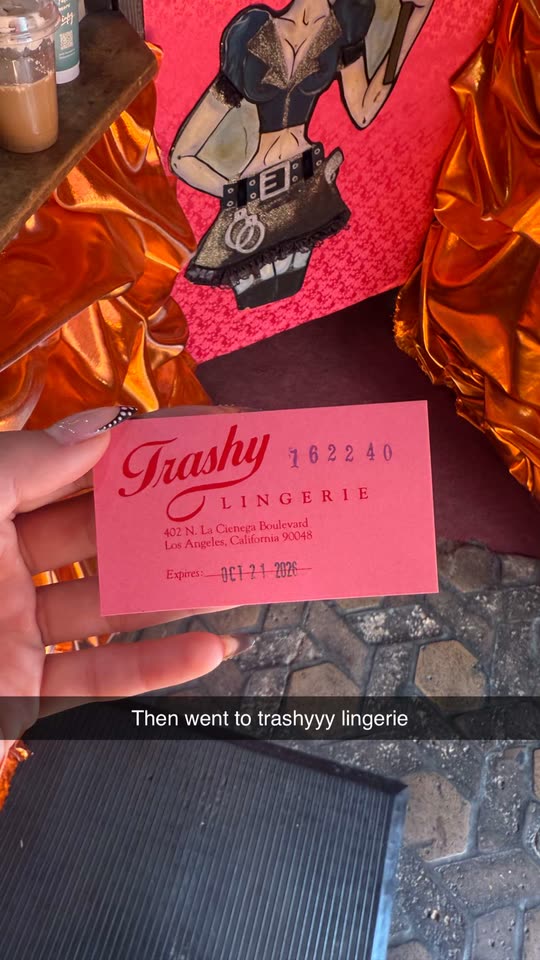 Trashy
162240
LINGERIE
402 N. La Cienega Boulevard
Los Angeles, California 90048
Expires: OCT 21 2026
Then went to trashyyy lingerie